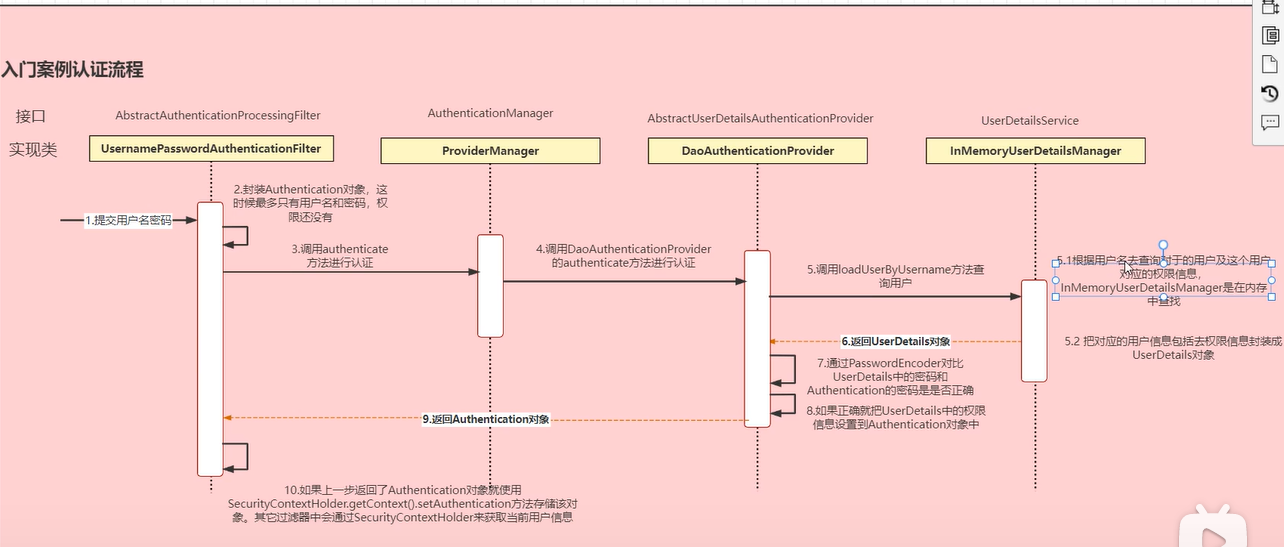 入门案例认证流程
接口
AbstractAuthenticationProcessingFilter
AuthenticationManager
AbstractUserDetailsAuthenticationProvider
UserDetailsService
实现类
UsernamePasswordAuthenticationFilter
ProviderManager
DaoAuthenticationProvider
InMemoryUserDetailsManager
1.提交用户名密码
2.封装Authentication对象，这
时候最多只有用户名和密码，权
限还没有
3.调用authenticate
方法进行认证
4.调用DaoAuthenticationProvider
的authenticate方法进行认证
5.调用loadUserByUsername方法查
询用户
5.1根据用户名去查询对于的用户及这个用户
对应的权限信息，
InMemoryUserDetailsManager是在内存
中查找
5.2 把对应的用户信息包括去权限信息封装成
UserDetails对象
6.返回UserDetails对象
7.通过PasswordEncoder对比
UserDetails中的密码和
Authentication的密码是是否正确
8.如果正确就把UserDetails中的权限
信息设置到Authentication对象中
9.返回Authentication对象
10.如果上一步返回了Authentication对象就使用
SecurityContextHolder.getContext().setAuthentication方法存储该对
象。其它过滤器中会通过SecurityContextHolder来获取当前用户信息